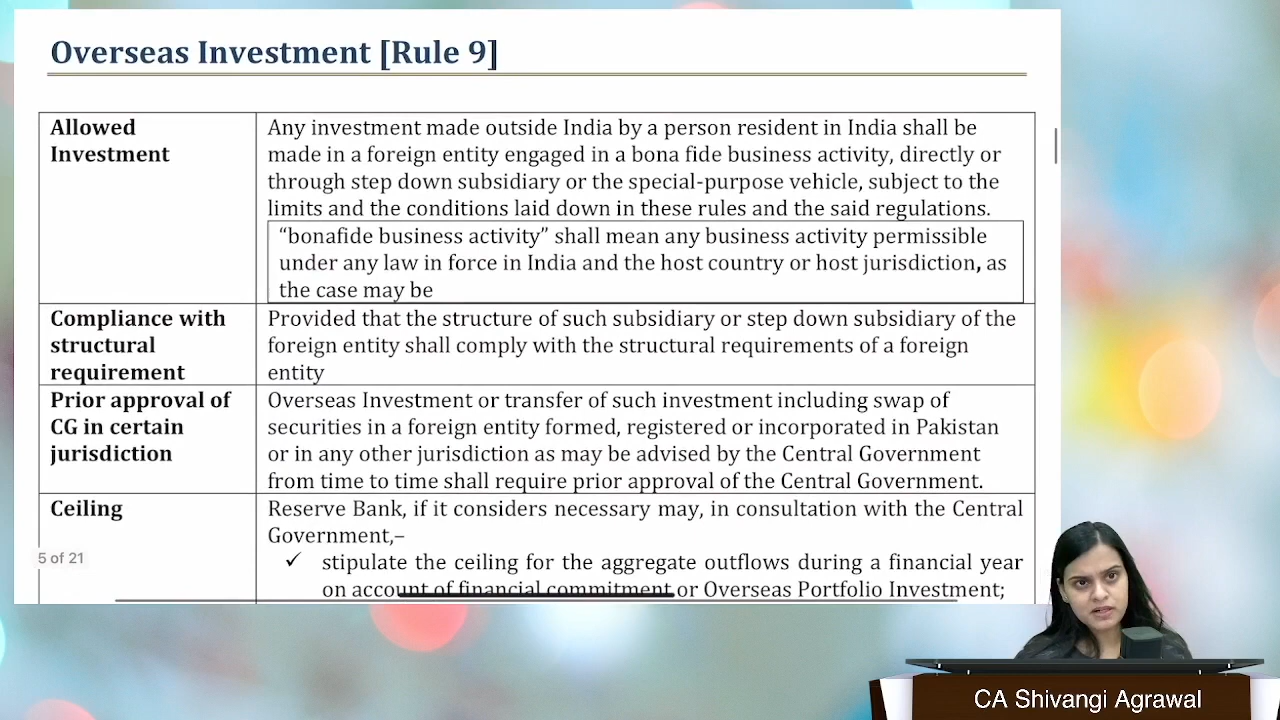 Overseas Investment [Rule 9]
Allowed
Investment
Any investment made outside India by a person resident in India shall be
made in a foreign entity engaged in a bona fide business activity, directly or
through step down subsidiary or the special-purpose vehicle, subject to the
limits and the conditions laid down in these rules and the said regulations.
“bonafide business activity” shall mean any business activity permissible
under any law in force in India and the host country or host jurisdiction, as
the case may be
Compliance with
structural
requirement
Provided that the structure of such subsidiary or step down subsidiary of the
foreign entity shall comply with the structural requirements of a foreign
entity
Prior approval of
CG in certain
jurisdiction
Overseas Investment or transfer of such investment including swap of
securities in a foreign entity formed, registered or incorporated in Pakistan
or in any other jurisdiction as may be advised by the Central Government
from time to time shall require prior approval of the Central Government.
Ceiling
Reserve Bank, if it considers necessary may, in consultation with the Central
Government,–
✓ stipulate the ceiling for the aggregate outflows during a financial year
on account of financial commitment or Overseas Portfolio Investment;
5 of 21
CA Shivangi Agrawal